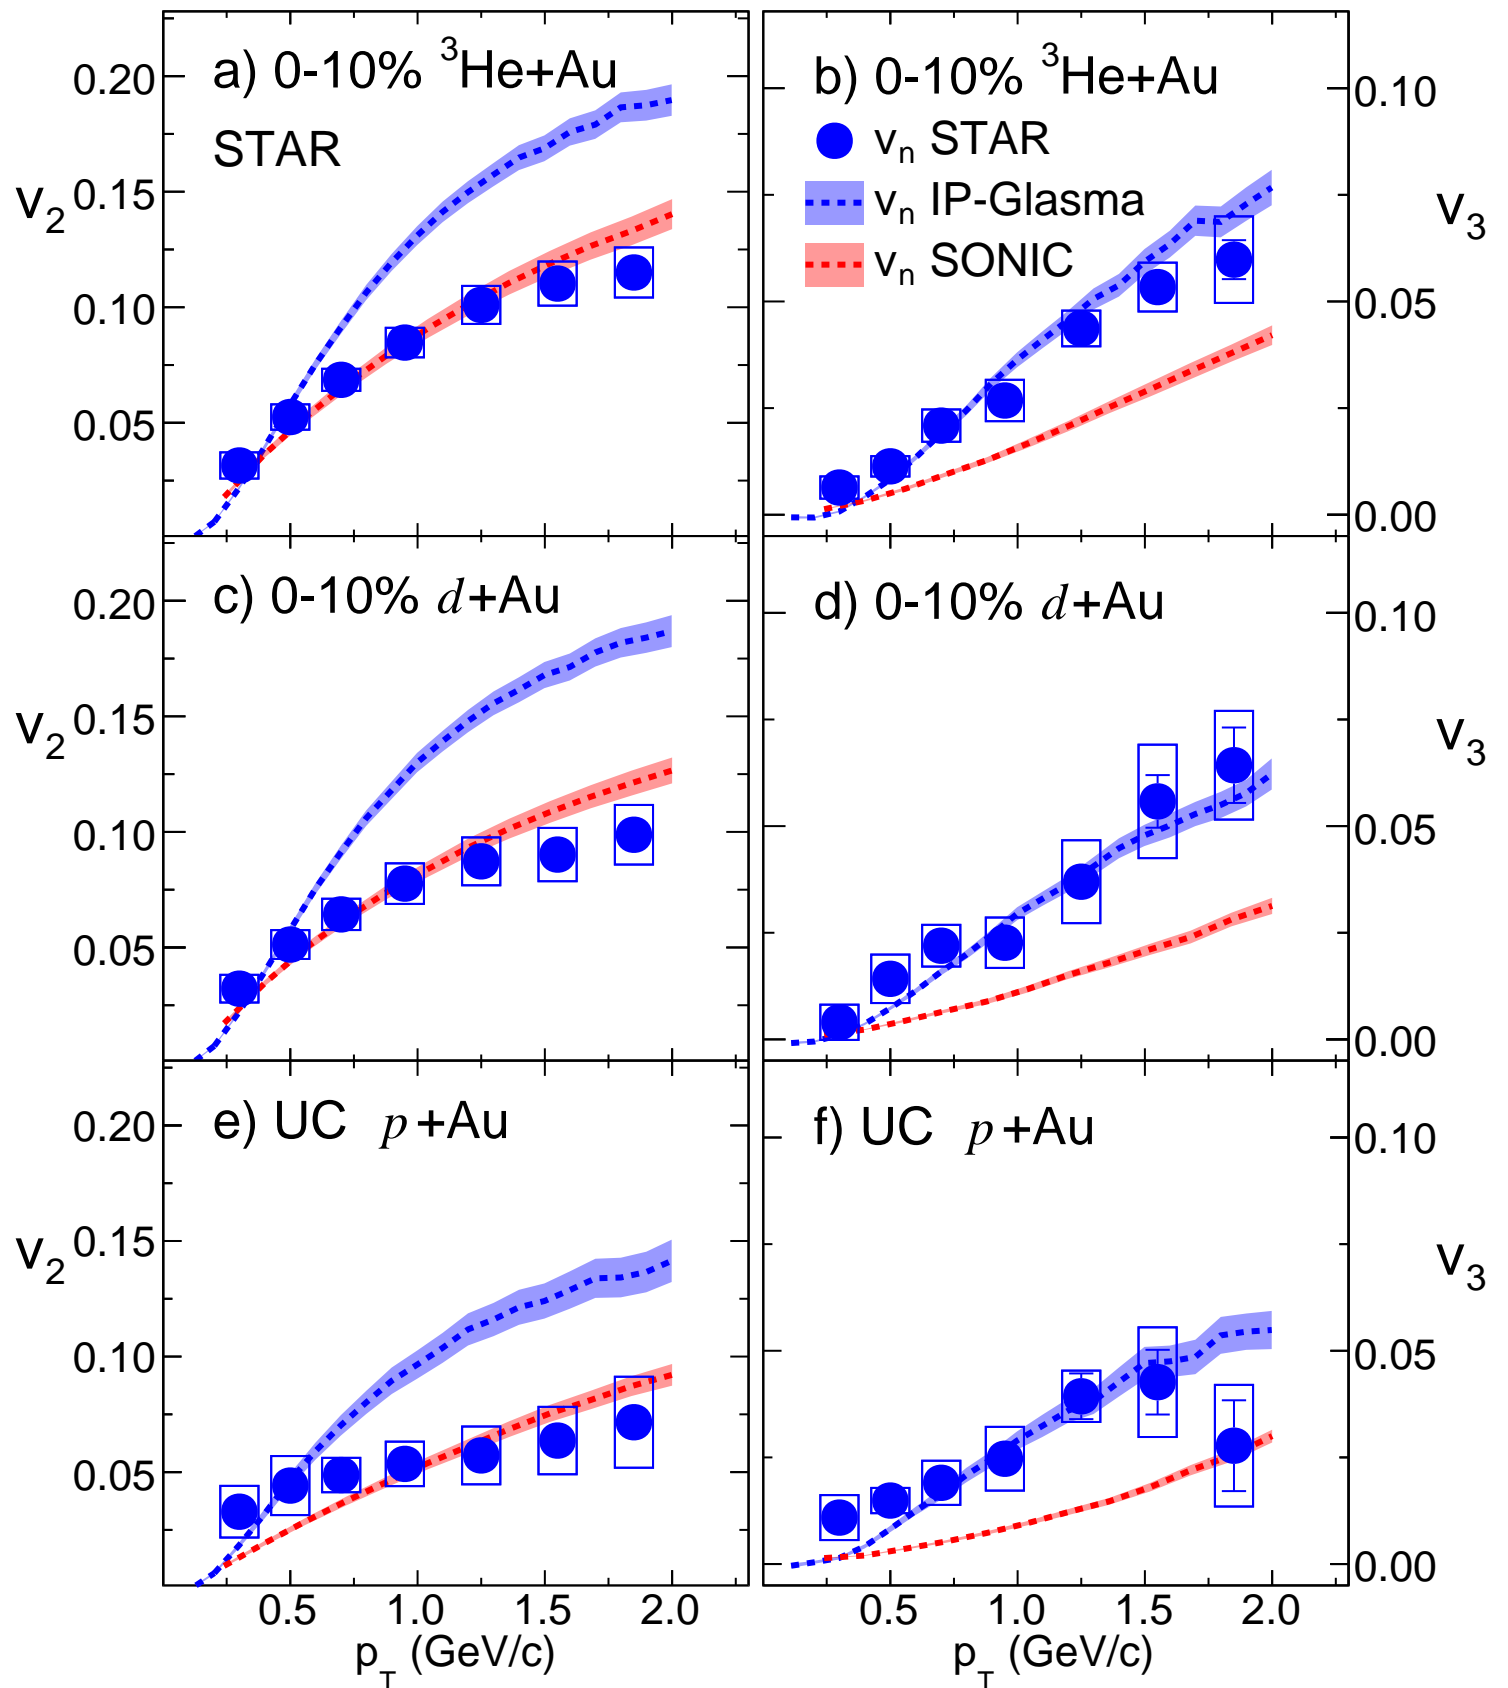 a) 0-10% ³He+Au
STAR
v₂
0.20
0.15
0.10
0.05
b) 0-10% ³He+Au
vₙ STAR
vₙ IP-Glasma
vₙ SONIC
v₃
0.10
0.05
0.00
c) 0-10% d+Au
v₂
0.20
0.15
0.10
0.05
d) 0-10% d+Au
v₃
0.10
0.05
0.00
e) UC p+Au
v₂
0.20
0.15
0.10
0.05
f) UC p+Au
v₃
0.10
0.05
0.00
0.5 1.0 1.5 2.0
p_T (GeV/c)
0.5 1.0 1.5 2.0
p_T (GeV/c)